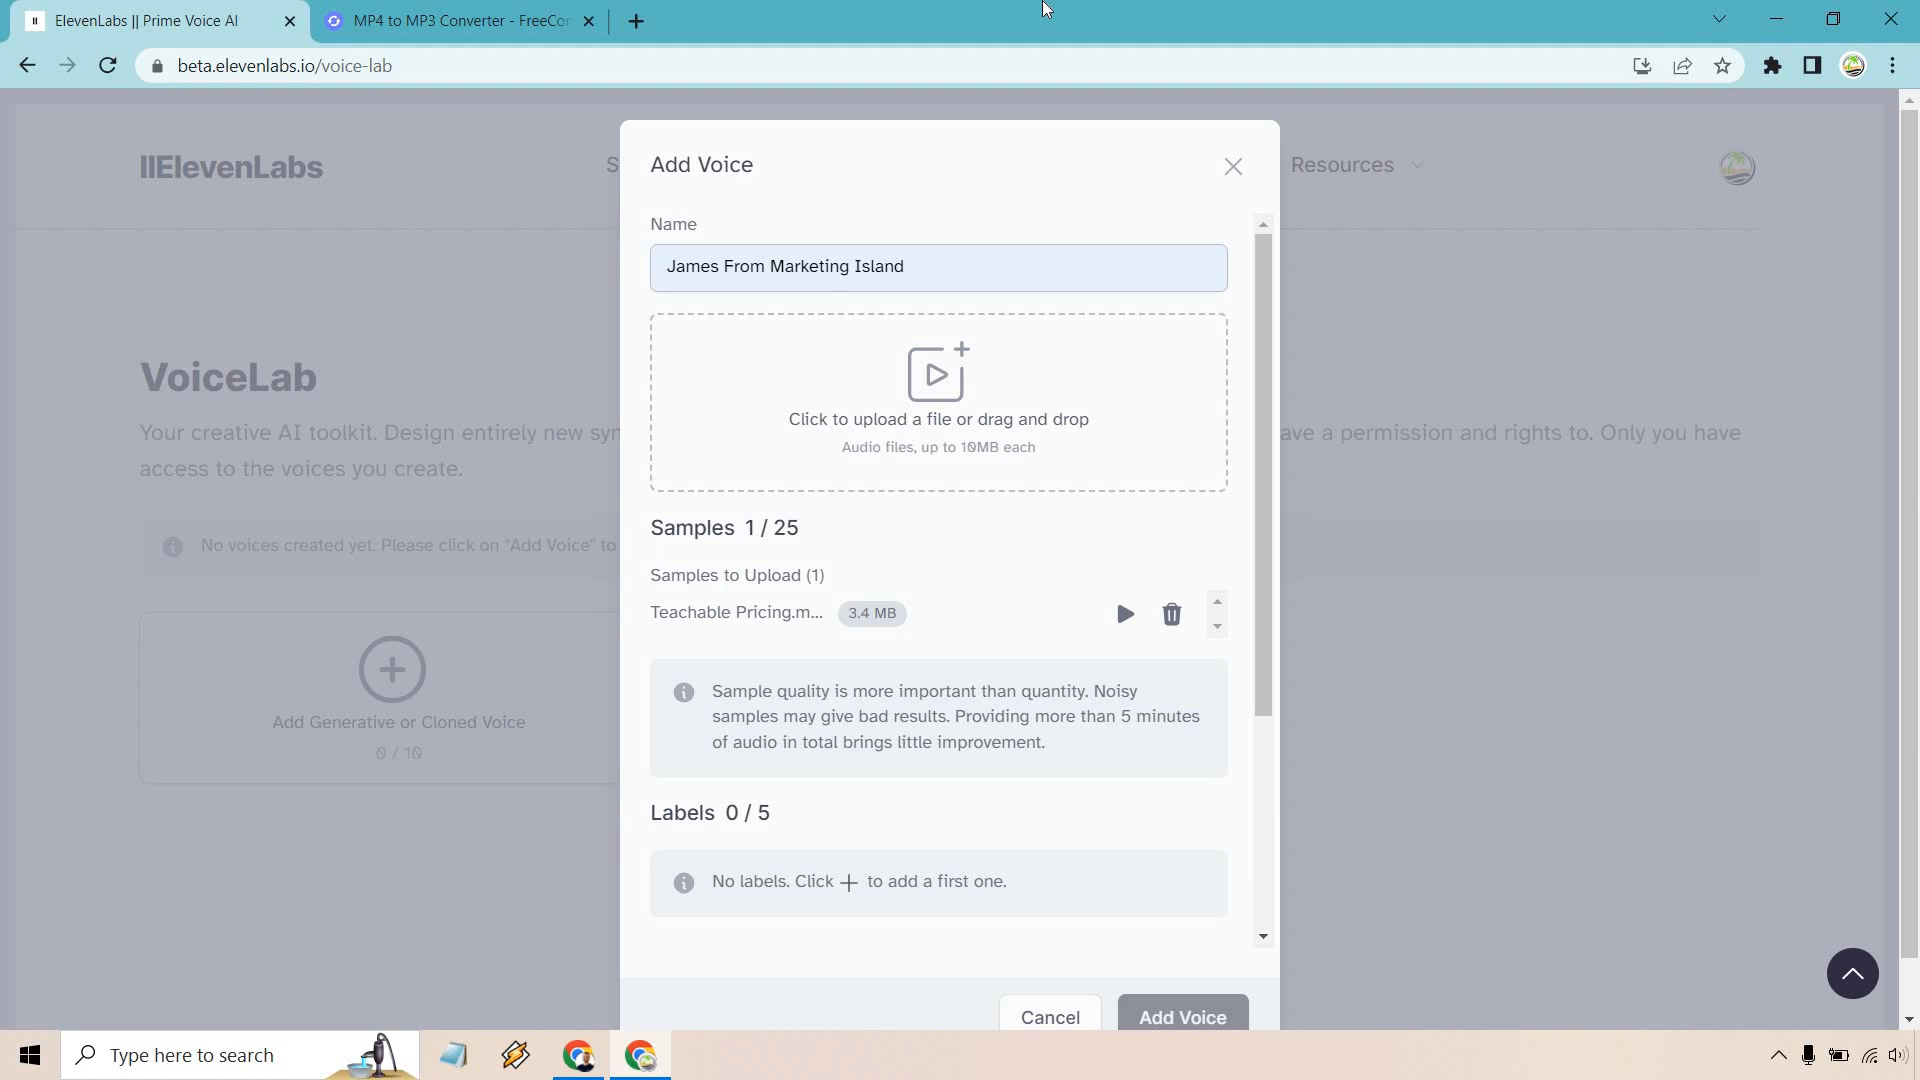 ElevenLabs || Prime Voice AI
MP4 to MP3 Converter - FreeCon
beta.elevenlabs.io/voice-lab
IIElevenLabs
S
Resources
Add Voice
Name
James From Marketing Island
Click to upload a file or drag and drop
Audio files, up to 10MB each
VoiceLab
Your creative AI toolkit. Design entirely new syn
ave a permission and rights to. Only you have
access to the voices you create.
No voices created yet. Please click on "Add Voice" to
Samples 1 / 25
Samples to Upload (1)
Teachable Pricing.m... 3.4 MB
Add Generative or Cloned Voice
0 / 10
Sample quality is more important than quantity. Noisy
samples may give bad results. Providing more than 5 minutes
of audio in total brings little improvement.
Labels 0 / 5
No labels. Click + to add a first one.
Cancel
Add Voice
Type here to search